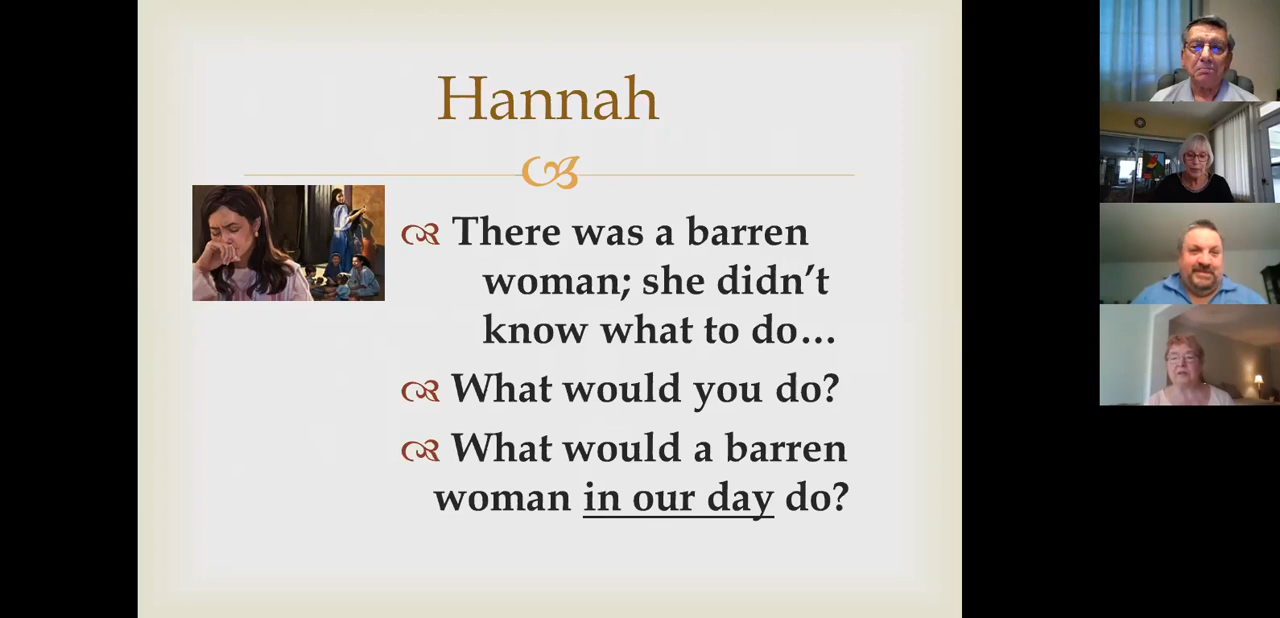 Hannah
There was a barren
woman; she didn’t
know what to do…
What would you do?
What would a barren
woman in our day do?